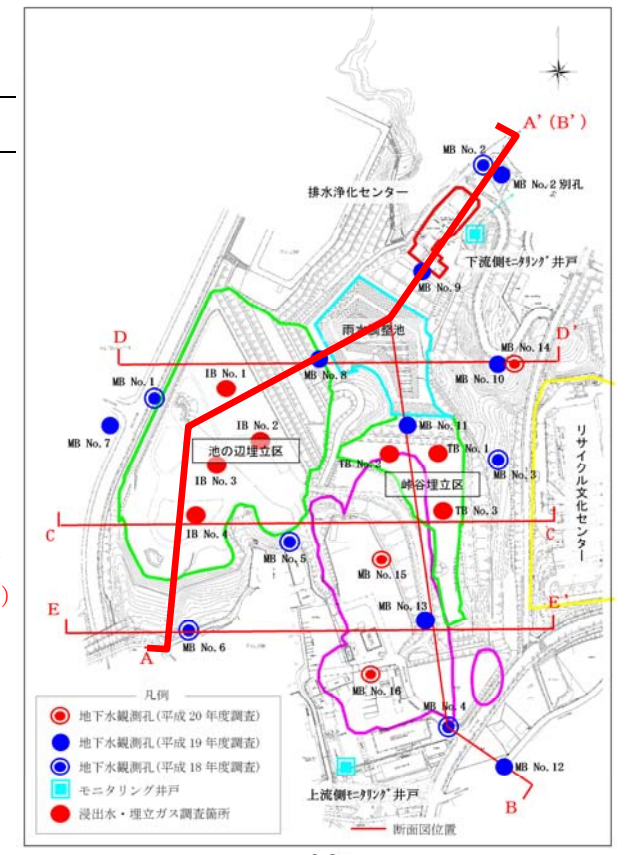 A'(B')
MB No.2
MB No.2 別孔
排水浄化センター
下流側ﾓﾆﾀﾘﾝｸﾞ井戸
MB No.9
雨水調整池
D
D'
MB No.14
MB No.8
MB No.10
IB No.1
MB No.1
IB No.2
MB No.11
MB No.7
池の辺埋立区
TB No.1
TB No.2
MB No.3
リサイクル文化センター
IB No.3
峠谷埋立区
TB No.3
C
C
IB No.4
MB No.5
MB No.15
)
E
E'
MB No.13
A
MB No.6
MB No.16
凡例
MB No.4
地下水観測孔(平成20年度調査)
地下水観測孔(平成19年度調査)
地下水観測孔(平成18年度調査)
MB No.12
モニタリング井戸
上流側ﾓﾆﾀﾘﾝｸﾞ井戸
B
浸出水・埋立ガス調査箇所
断面図位置